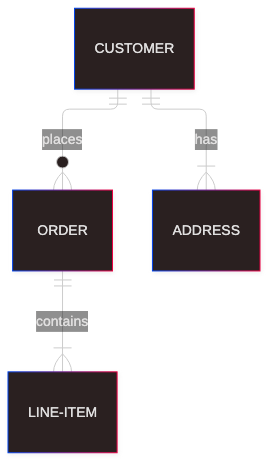 CUSTOMER
places
has
ORDER
ADDRESS
contains
LINE-ITEM